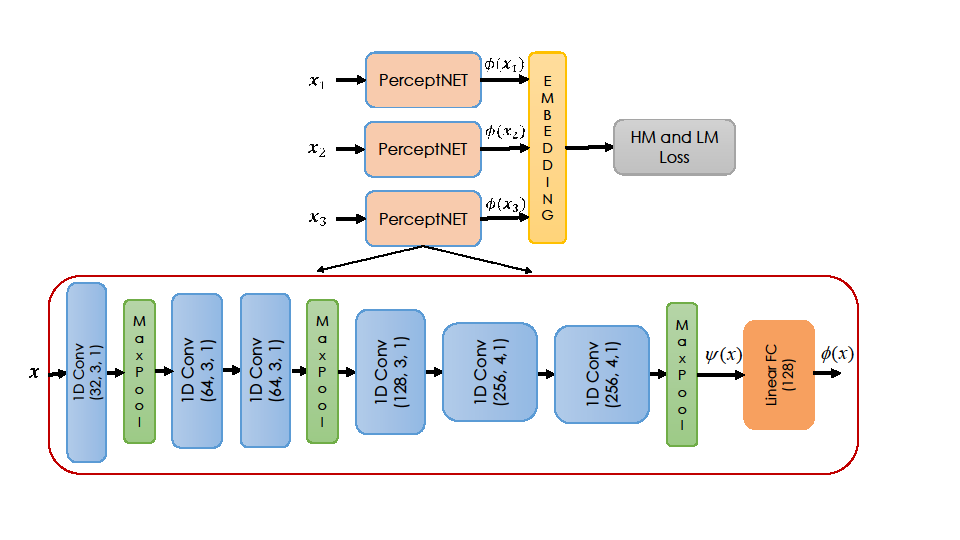 x1
PerceptNET
ϕ(x1)
x2
PerceptNET
ϕ(x2)
x3
PerceptNET
ϕ(x3)
EMBEDDING
HM and LM
Loss
x
1D Conv
(32, 3, 1)
MaxPool
1D Conv
(64, 3, 1)
1D Conv
(64, 3, 1)
MaxPool
1D Conv
(128, 3, 1)
1D Conv
(256, 4,1)
1D Conv
(256, 4,1)
MaxPool
ψ(x)
Linear FC
(128)
ϕ(x)